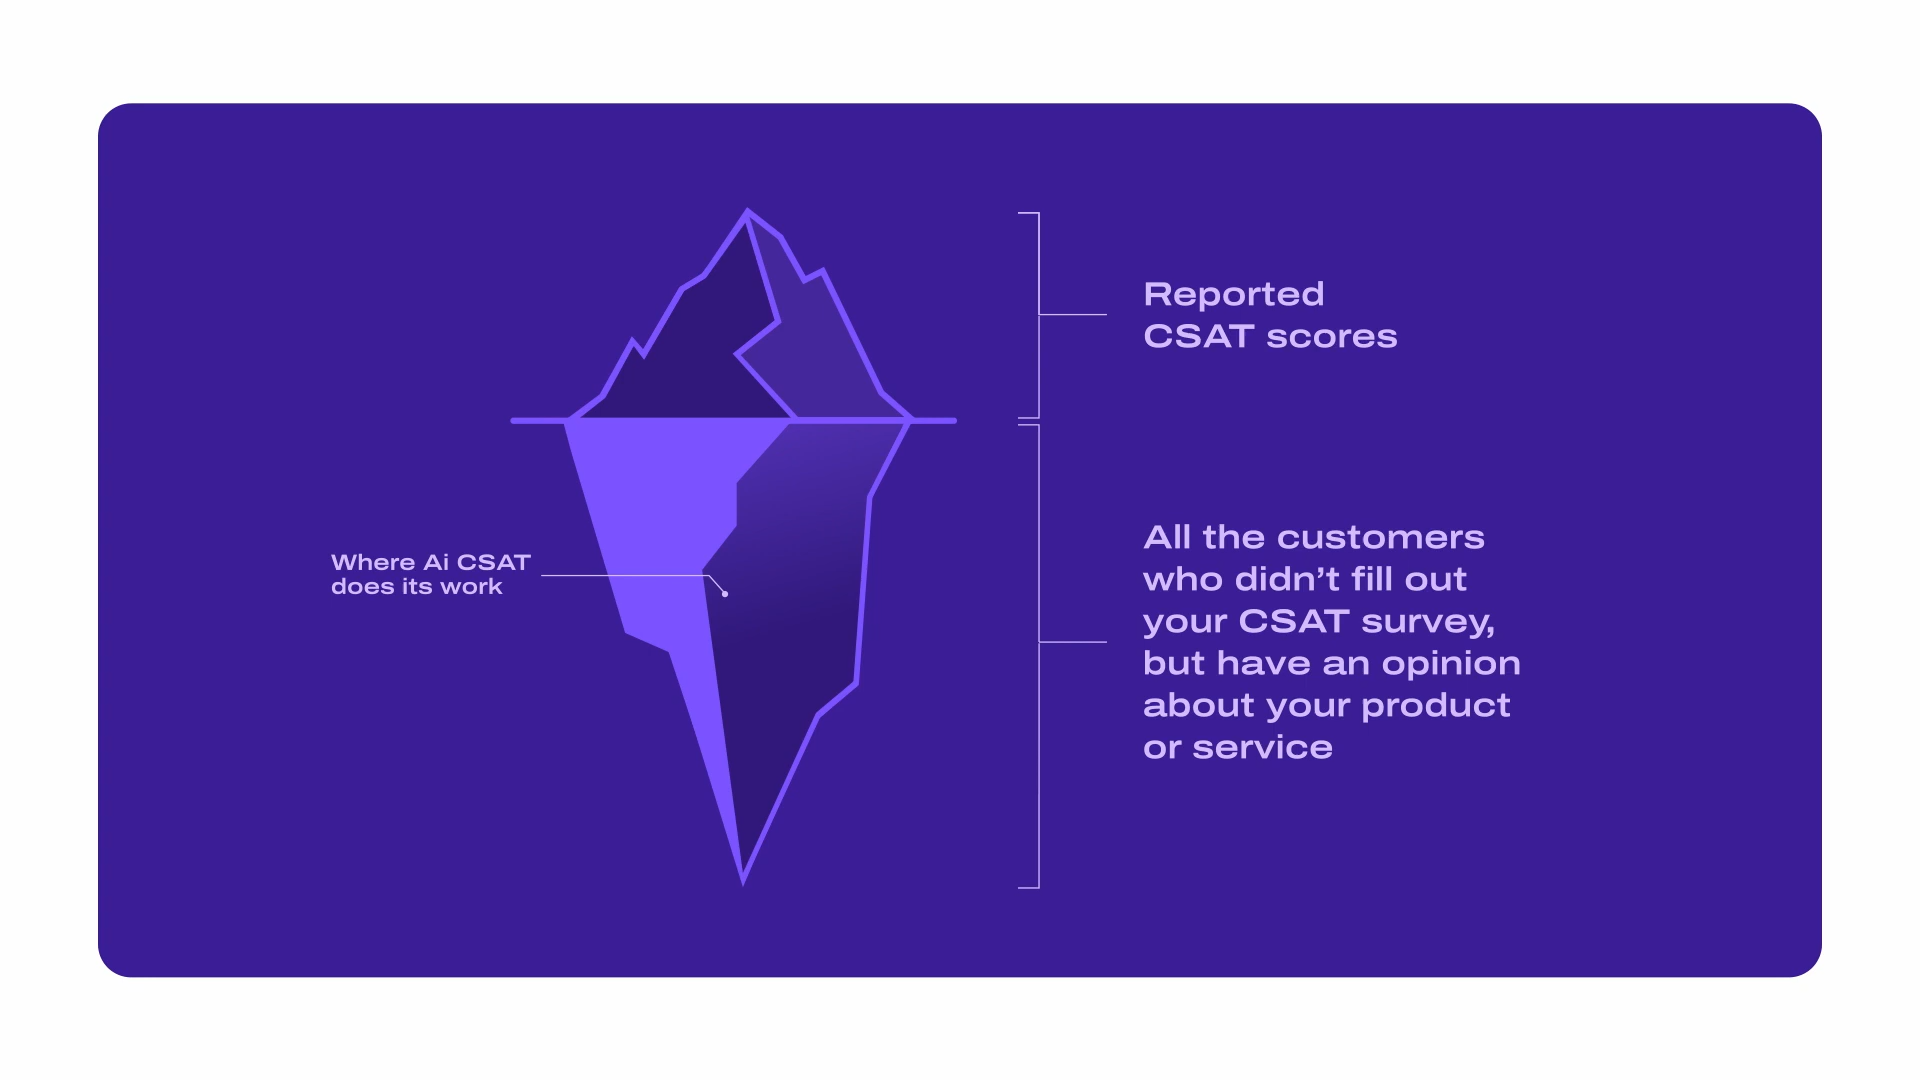 Reported
CSAT scores
Where Ai CSAT
does its work
All the customers
who didn’t fill out
your CSAT survey,
but have an opinion
about your product
or service